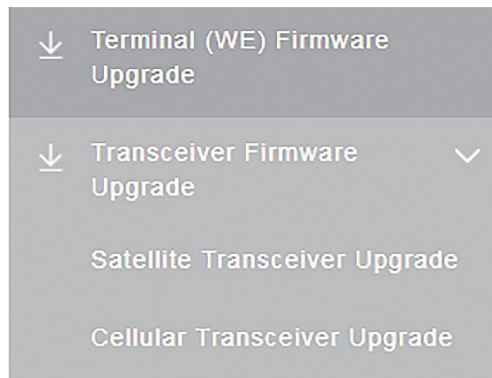 Terminal (WE) Firmware
Upgrade
Transceiver Firmware
Upgrade
Satellite Transceiver Upgrade
Cellular Transceiver Upgrade